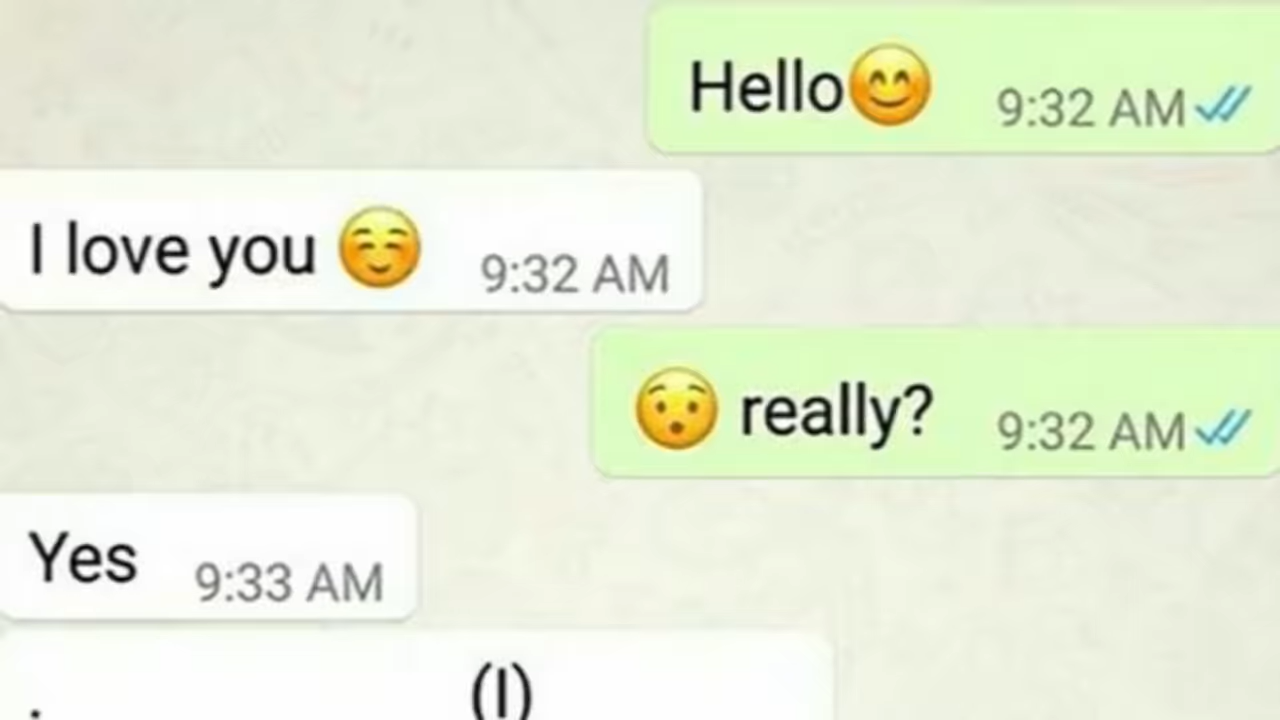 Hello😊 9:32 AM
I love you ☺️ 9:32 AM
😯 really? 9:32 AM
Yes 9:33 AM
(I)